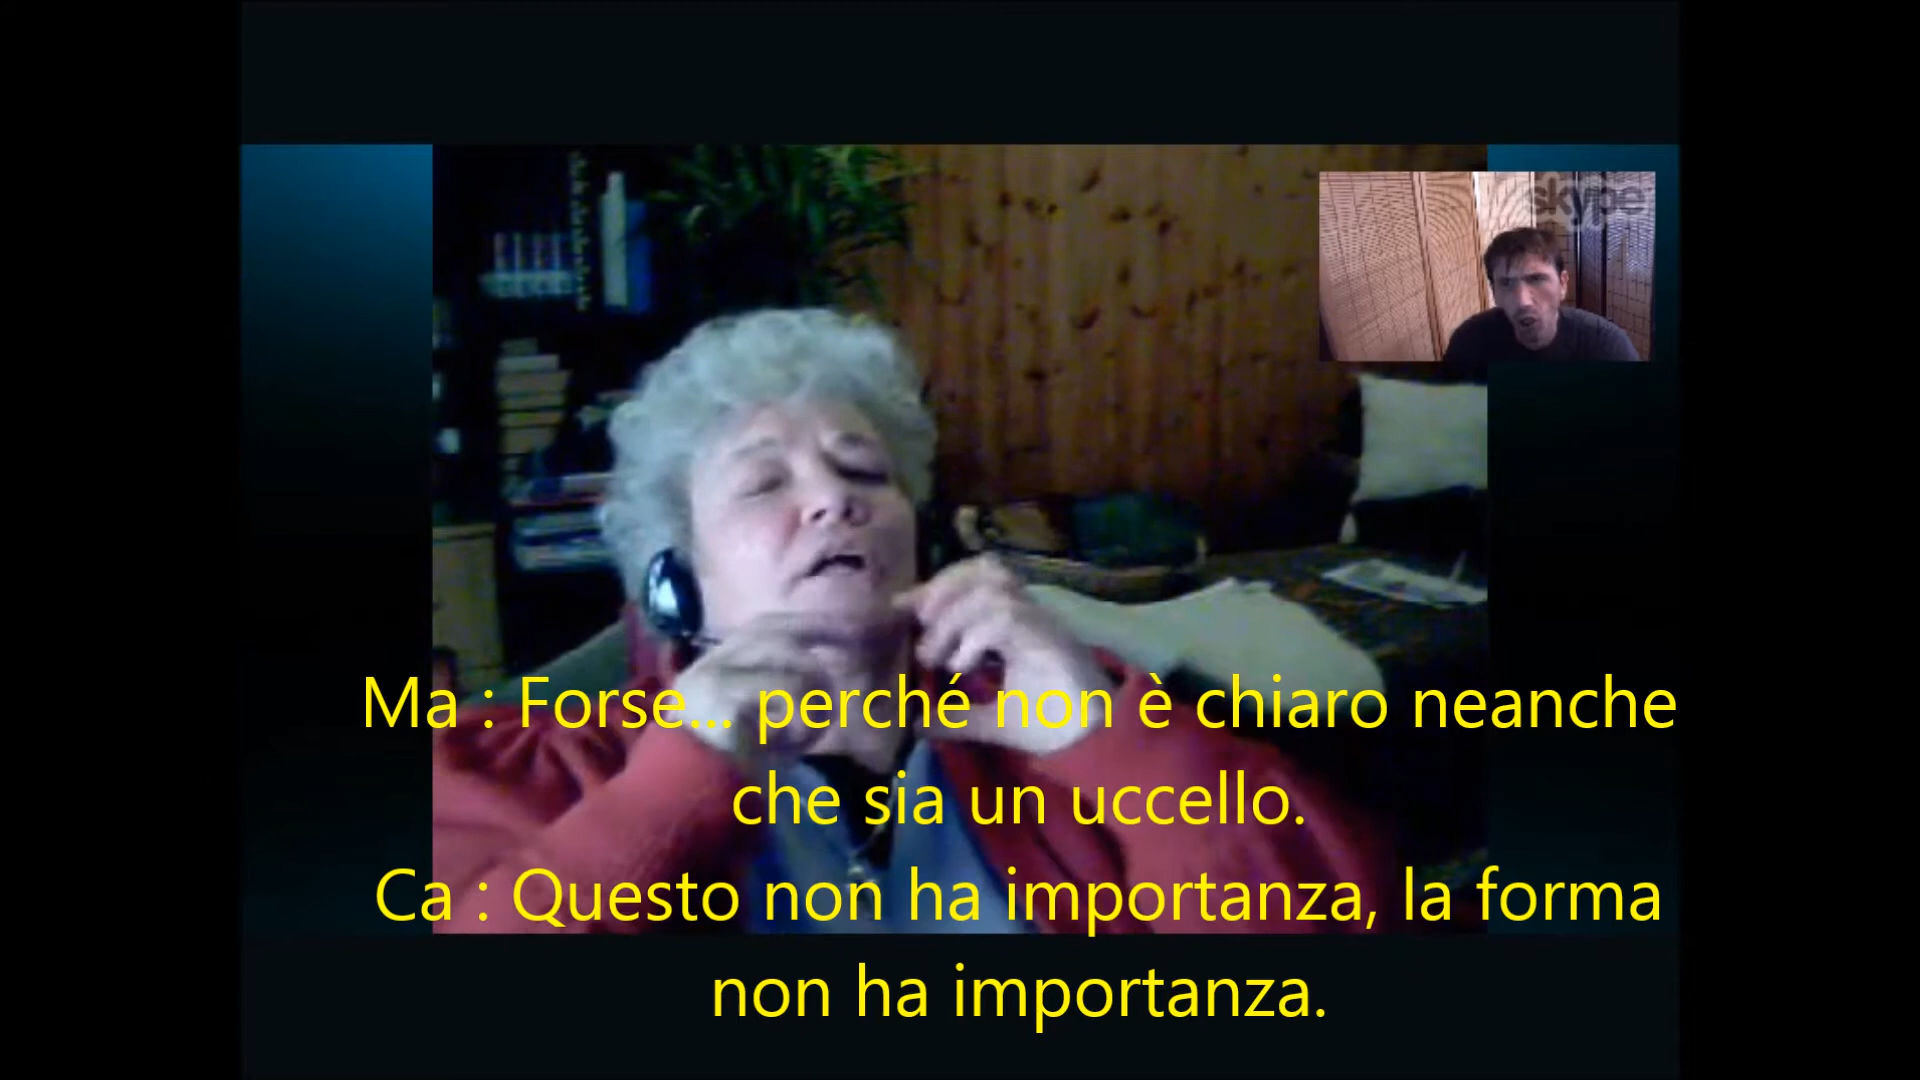 skype
Ma : Forse... perché non è chiaro neanche
che sia un uccello.
Ca : Questo non ha importanza, la forma
non ha importanza.